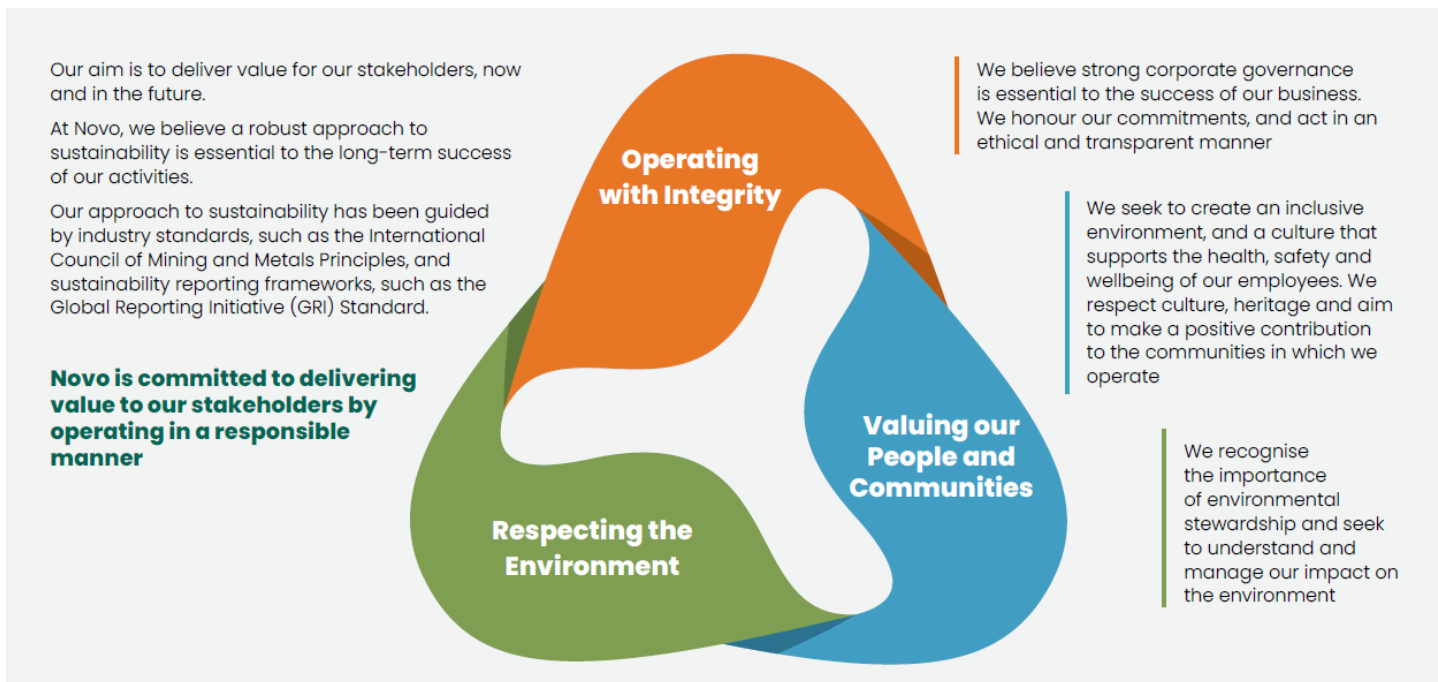 Our aim is to deliver value for our stakeholders, now
and in the future.
At Novo, we believe a robust approach to
sustainability is essential to the long-term success
of our activities.
Our approach to sustainability has been guided
by industry standards, such as the International
Council of Mining and Metals Principles, and
sustainability reporting frameworks, such as the
Global Reporting Initiative (GRI) Standard.
Novo is committed to delivering
value to our stakeholders by
operating in a responsible
manner
Operating
with Integrity
Valuing our
People and
Communities
Respecting the
Environment
We believe strong corporate governance
is essential to the success of our business.
We honour our commitments, and act in an
ethical and transparent manner
We seek to create an inclusive
environment, and a culture that
supports the health, safety and
wellbeing of our employees. We
respect culture, heritage and aim
to make a positive contribution
to the communities in which we
operate
We recognise
the importance
of environmental
stewardship and seek
to understand and
manage our impact on
the environment